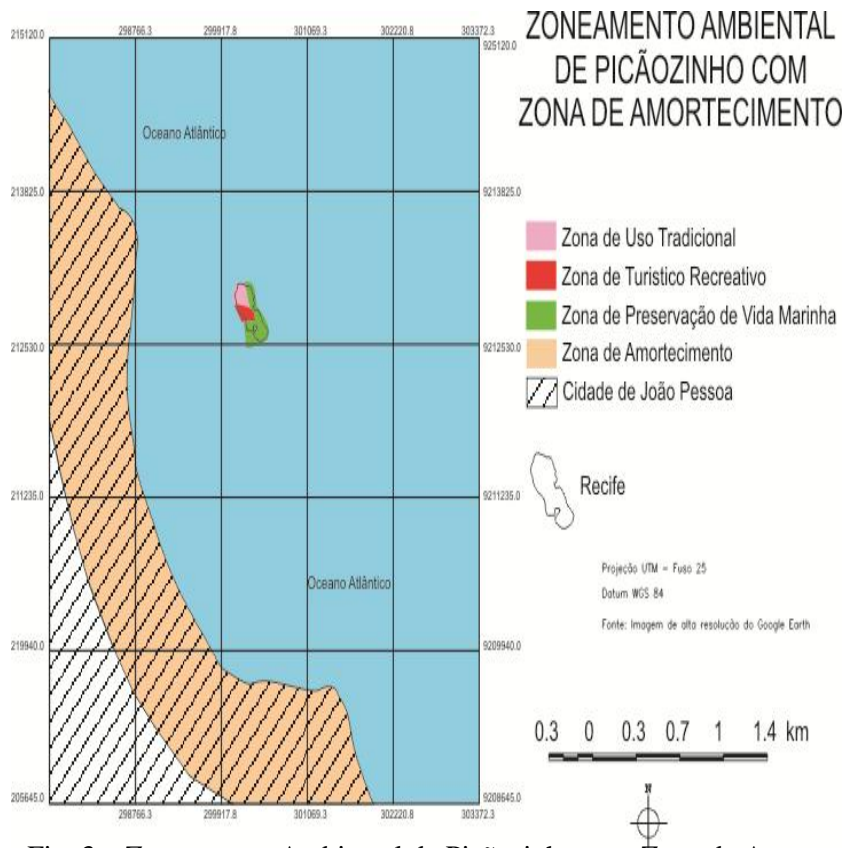 ZONEAMENTO AMBIENTAL
DE PICÃOZINHO COM
ZONA DE AMORTECIMENTO
298766.3 299917.8 301069.3 302220.8 303372.3
215120.0 925120.0
Oceano Atlântico
213825.0 9213825.0
212530.0 9212530.0
211235.0 9211235.0
Oceano Atlântico
219940.0 9209940.0
205645.0 9208645.0
298766.3 299917.8 301069.3 302220.8 303372.3
Zona de Uso Tradicional
Zona de Turistico Recreativo
Zona de Preservação de Vida Marinha
Zona de Amortecimento
Cidade de João Pessoa
Recife
Projeção UTM - Fuso 25
Datum WGS 84
Fonte: Imagem de alta resolução do Google Earth
0.3 0 0.3 0.7 1 1.4 km
N